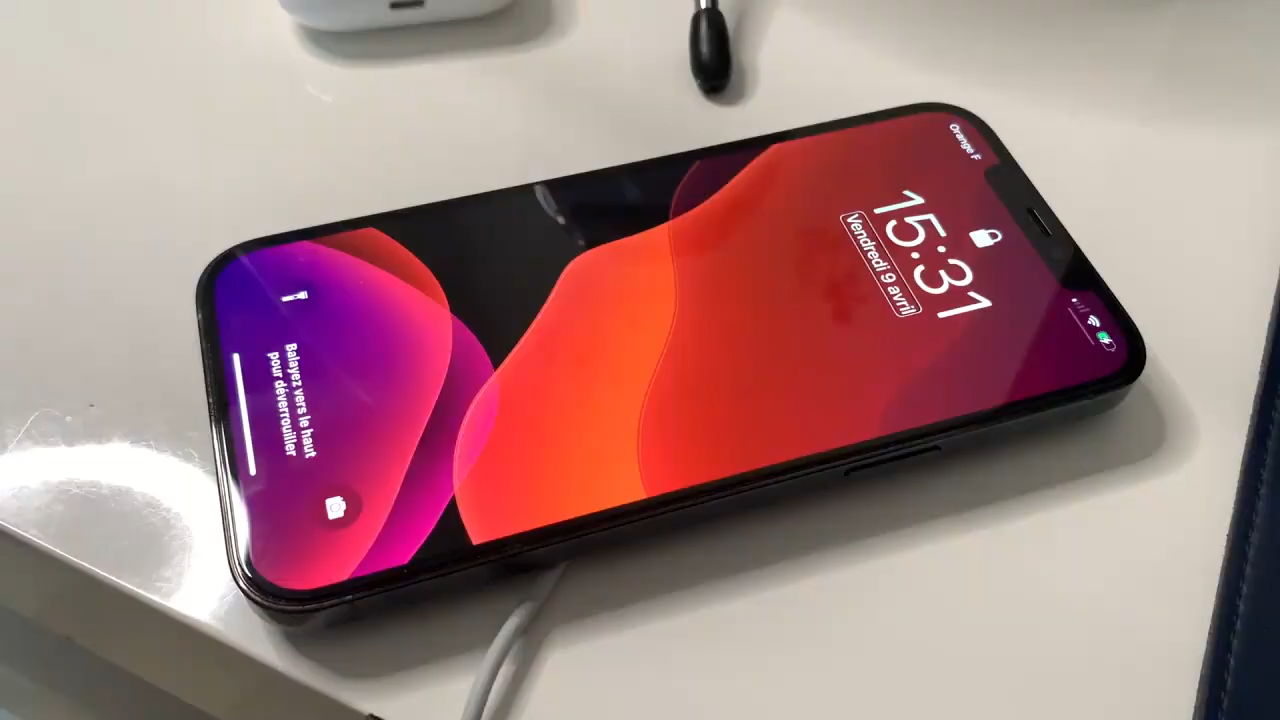 Orange F
15:31
Vendredi 9 avril
Balayez vers le haut
pour déverrouiller